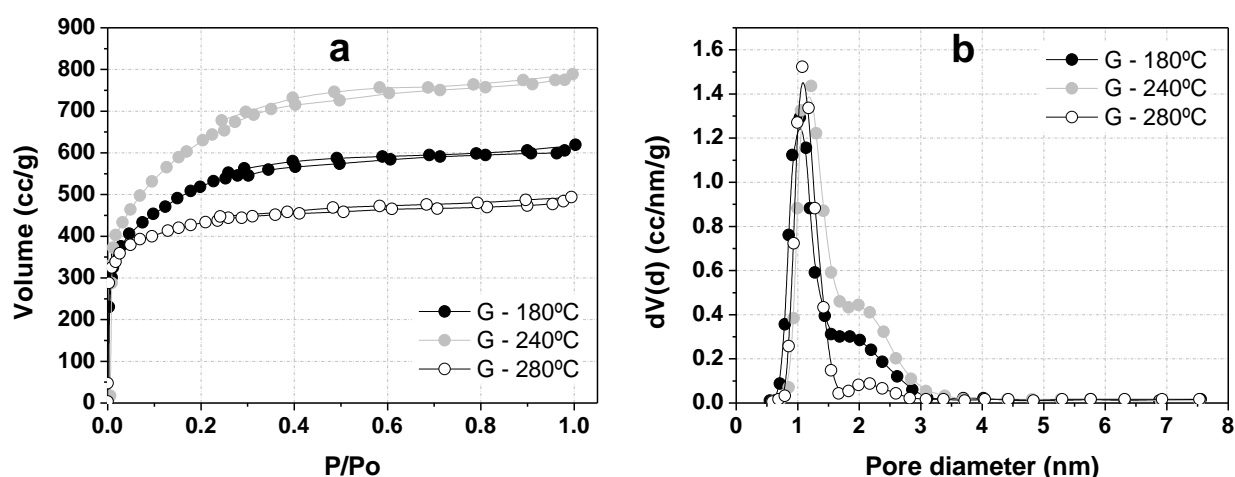 a
Volume (cc/g)
900
800
700
600
500
400
300
200
100
0
G - 180ºC
G - 240ºC
G - 280ºC
0.0 0.2 0.4 0.6 0.8 1.0
P/Po
b
dV(d) (cc/nm/g)
1.6
1.4
1.2
1.0
0.8
0.6
0.4
0.2
0.0
G - 180ºC
G - 240ºC
G - 280ºC
0 1 2 3 4 5 6 7 8
Pore diameter (nm)